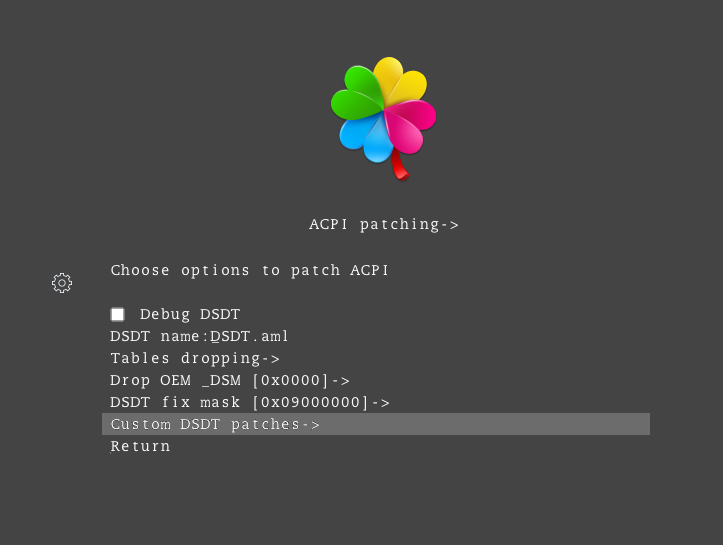 ACPI patching->
Choose options to patch ACPI
Debug DSDT
DSDT name:DSDT.aml
Tables dropping->
Drop OEM _DSM [0x0000]->
DSDT fix mask [0x09000000]->
Custom DSDT patches->
Return